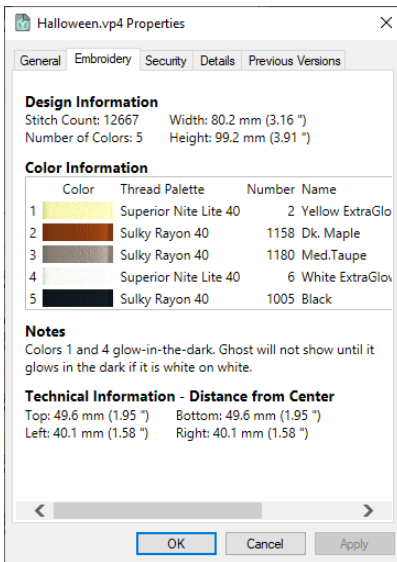 Halloween.vp4 Properties
General Embroidery Security Details Previous Versions
Design Information
Stitch Count: 12667 Width: 80.2 mm (3.16 ")
Number of Colors: 5 Height: 99.2 mm (3.91 ")
Color Information
Color Thread Palette Number Name
1 Superior Nite Lite 40 2 Yellow ExtraGlo
2 Sulky Rayon 40 1158 Dk. Maple
3 Sulky Rayon 40 1180 Med.Taupe
4 Superior Nite Lite 40 6 White ExtraGlow
5 Sulky Rayon 40 1005 Black
Notes
Colors 1 and 4 glow-in-the-dark. Ghost will not show until it
glows in the dark if it is white on white.
Technical Information - Distance from Center
Top: 49.6 mm (1.95 ") Bottom: 49.6 mm (1.95 ")
Left: 40.1 mm (1.58 ") Right: 40.1 mm (1.58 ")
OK Cancel Apply